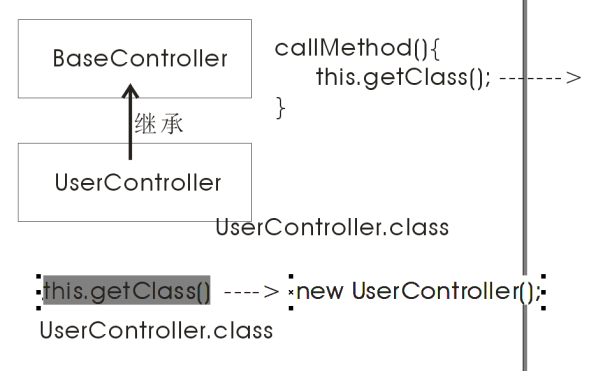 BaseController
callMethod(){
this.getClass(); ------->
}
继承
UserController
UserController.class
this.getClass() ----> new UserController();
UserController.class